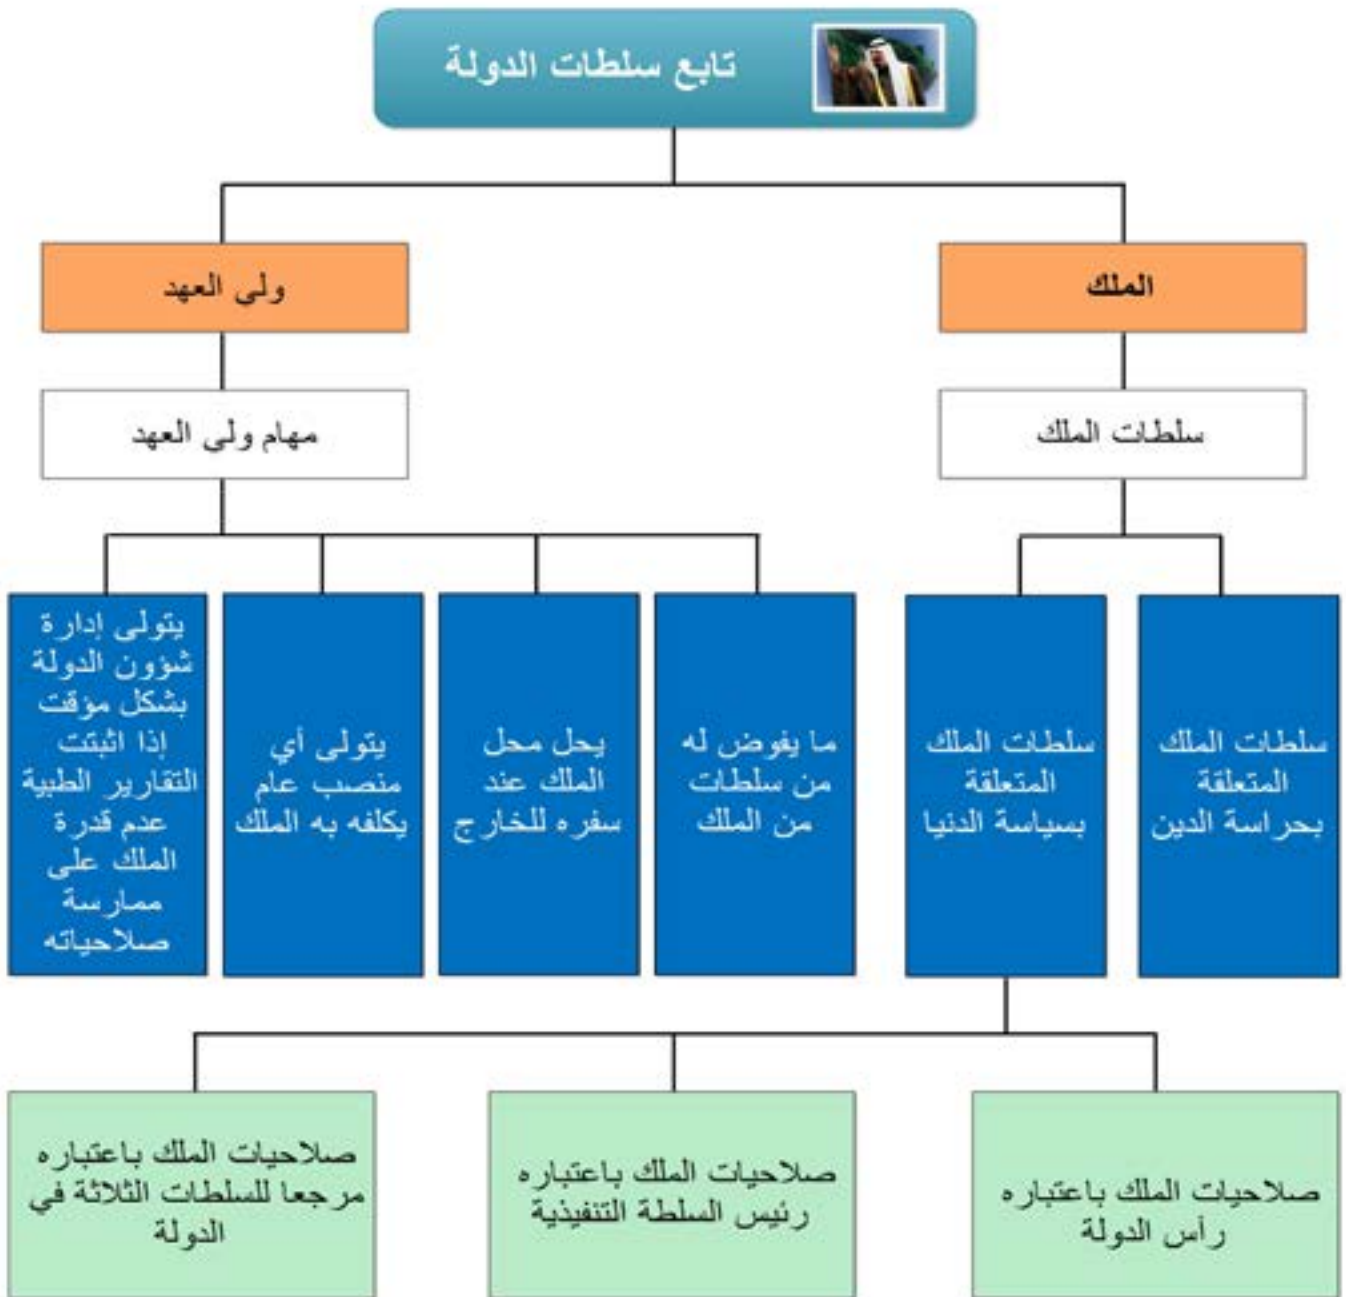 تابع سلطات الدولة
الملك
ولي العهد
سلطات الملك
مهام ولي العهد
سلطات الملك
المتعلقة
بحراسة الدين
سلطات الملك
المتعلقة
بسياسة الدنيا
ما يفوض له
من سلطات
من الملك
يحل محل
الملك عند
سفره للخارج
يتولى أي
منصب عام
يكلفه به الملك
يتولى إدارة
شؤون الدولة
بشكل مؤقت
إذا اثبتت
التقارير الطبية
عدم قدرة
الملك على
ممارسة
صلاحياته
صلاحيات الملك باعتباره
رأس الدولة
صلاحيات الملك باعتباره
رئيس السلطة التنفيذية
صلاحيات الملك باعتباره
مرجعا للسلطات الثلاثة في
الدولة